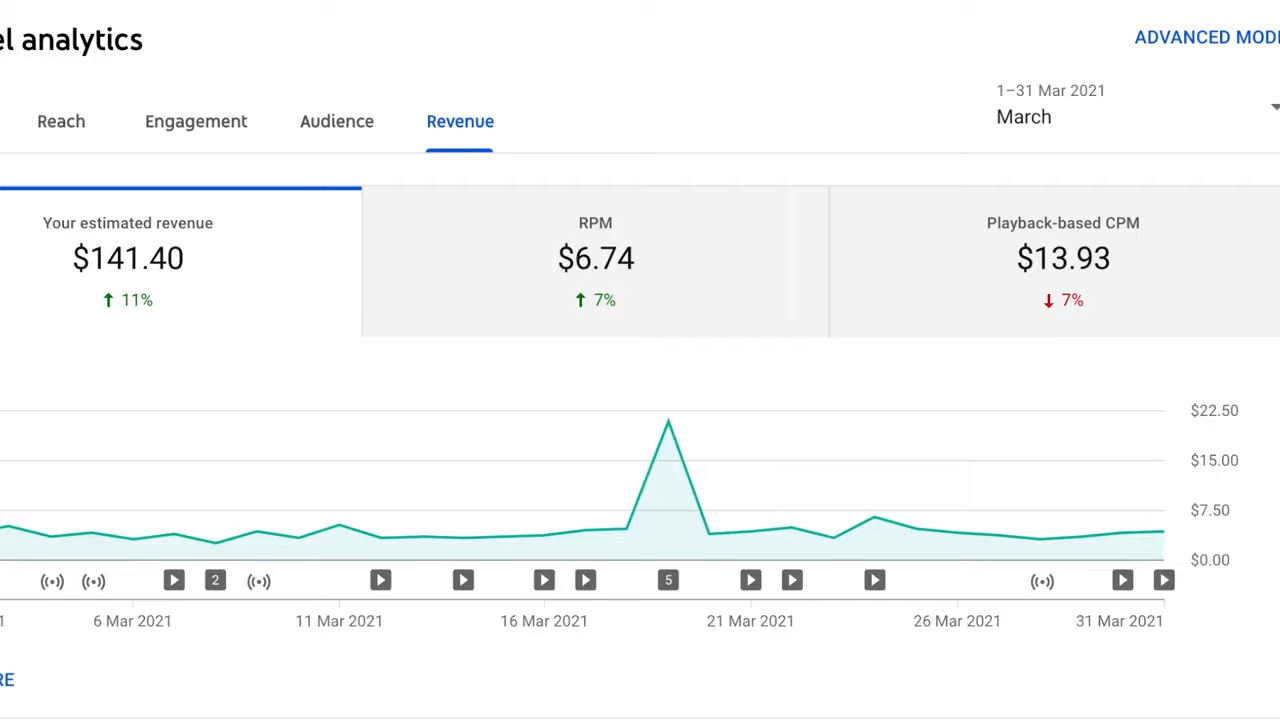 el analytics
ADVANCED MOD
1–31 Mar 2021
March
Reach
Engagement
Audience
Revenue
Your estimated revenue
$141.40
11%
RPM
$6.74
7%
Playback-based CPM
$13.93
7%
$22.50
$15.00
$7.50
$0.00
2
5
1
6 Mar 2021
11 Mar 2021
16 Mar 2021
21 Mar 2021
26 Mar 2021
31 Mar 2021
RE